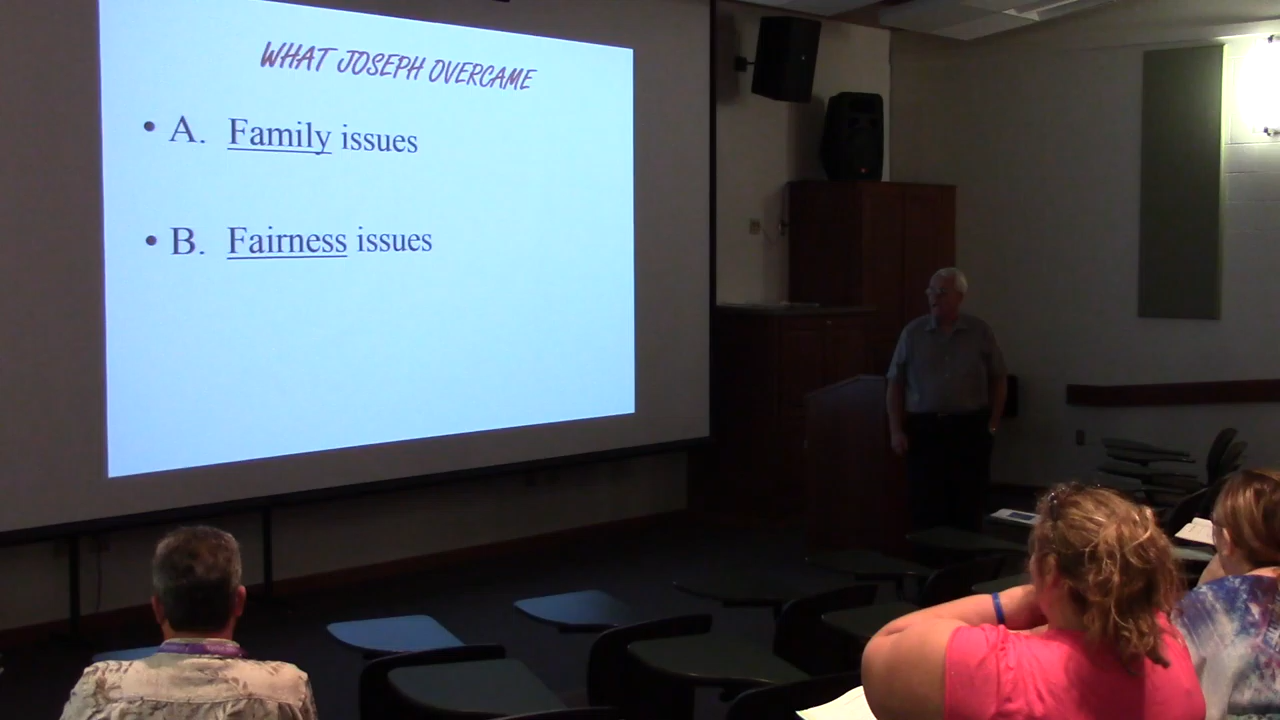 WHAT JOSEPH OVERCAME
• A. Family issues
• B. Fairness issues